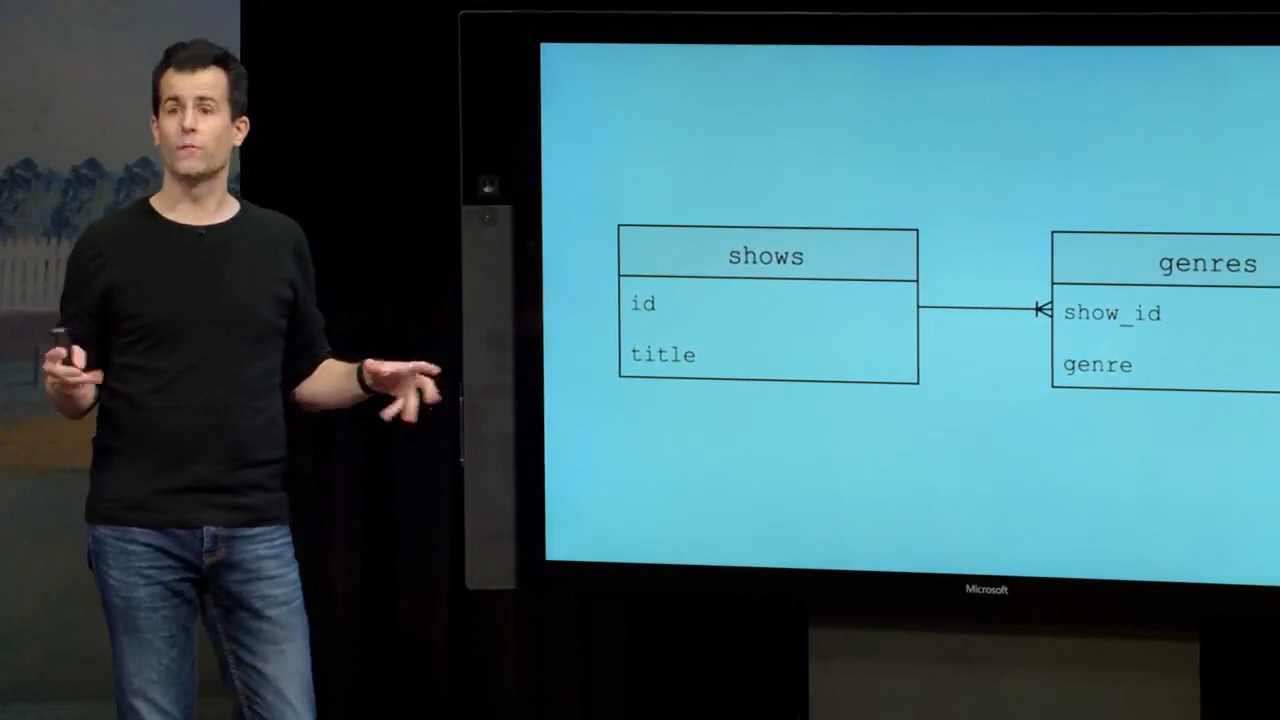 shows
id
title
genres
show_id
genre
Microsoft